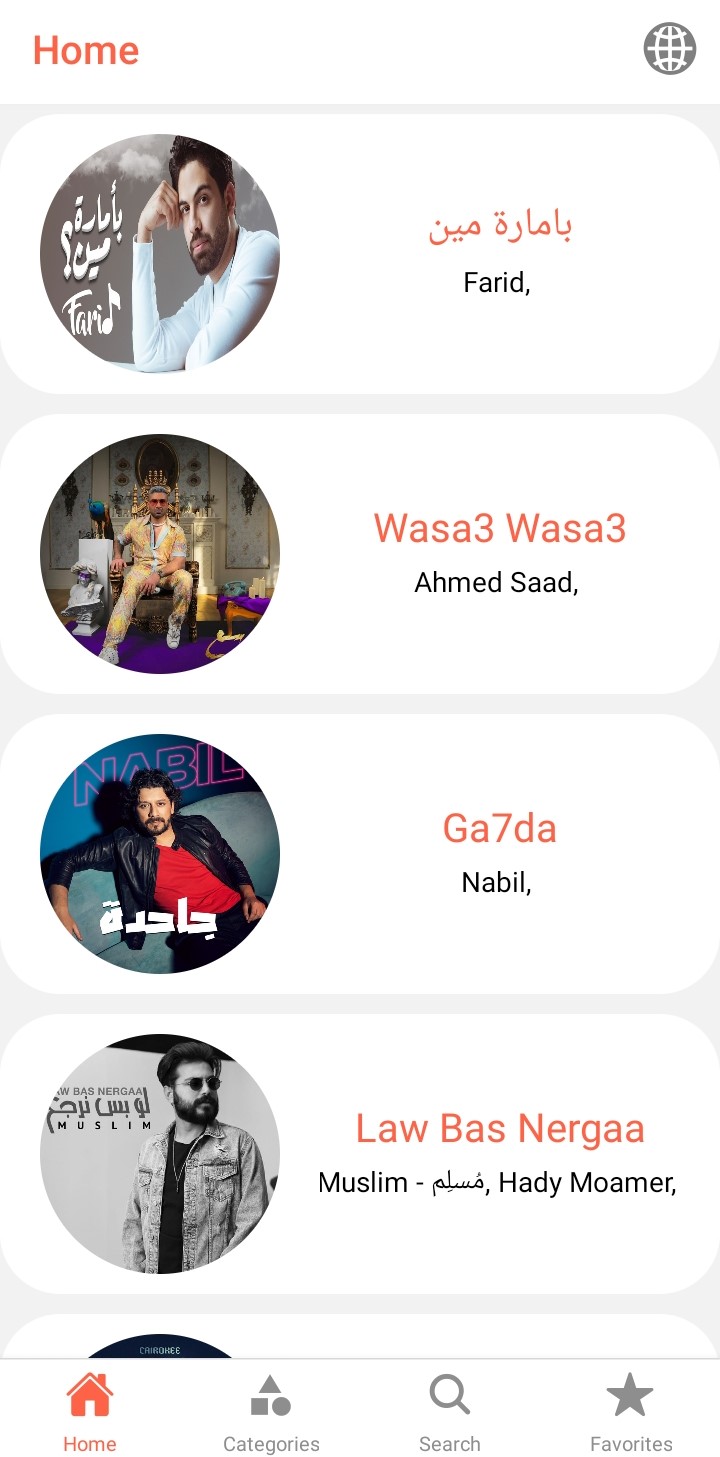 Home
بأمارة
مين؟
Farid
بامارة مين
Farid,
Wasa3 Wasa3
Ahmed Saad,
NABIL
جاحدة
Ga7da
Nabil,
LAW BAS NERGAA
لو بس نرجع
MUSLIM
Law Bas Nergaa
Muslim - مُسلِم, Hady Moamer,
CAIROKEE
Home
Categories
Search
Favorites